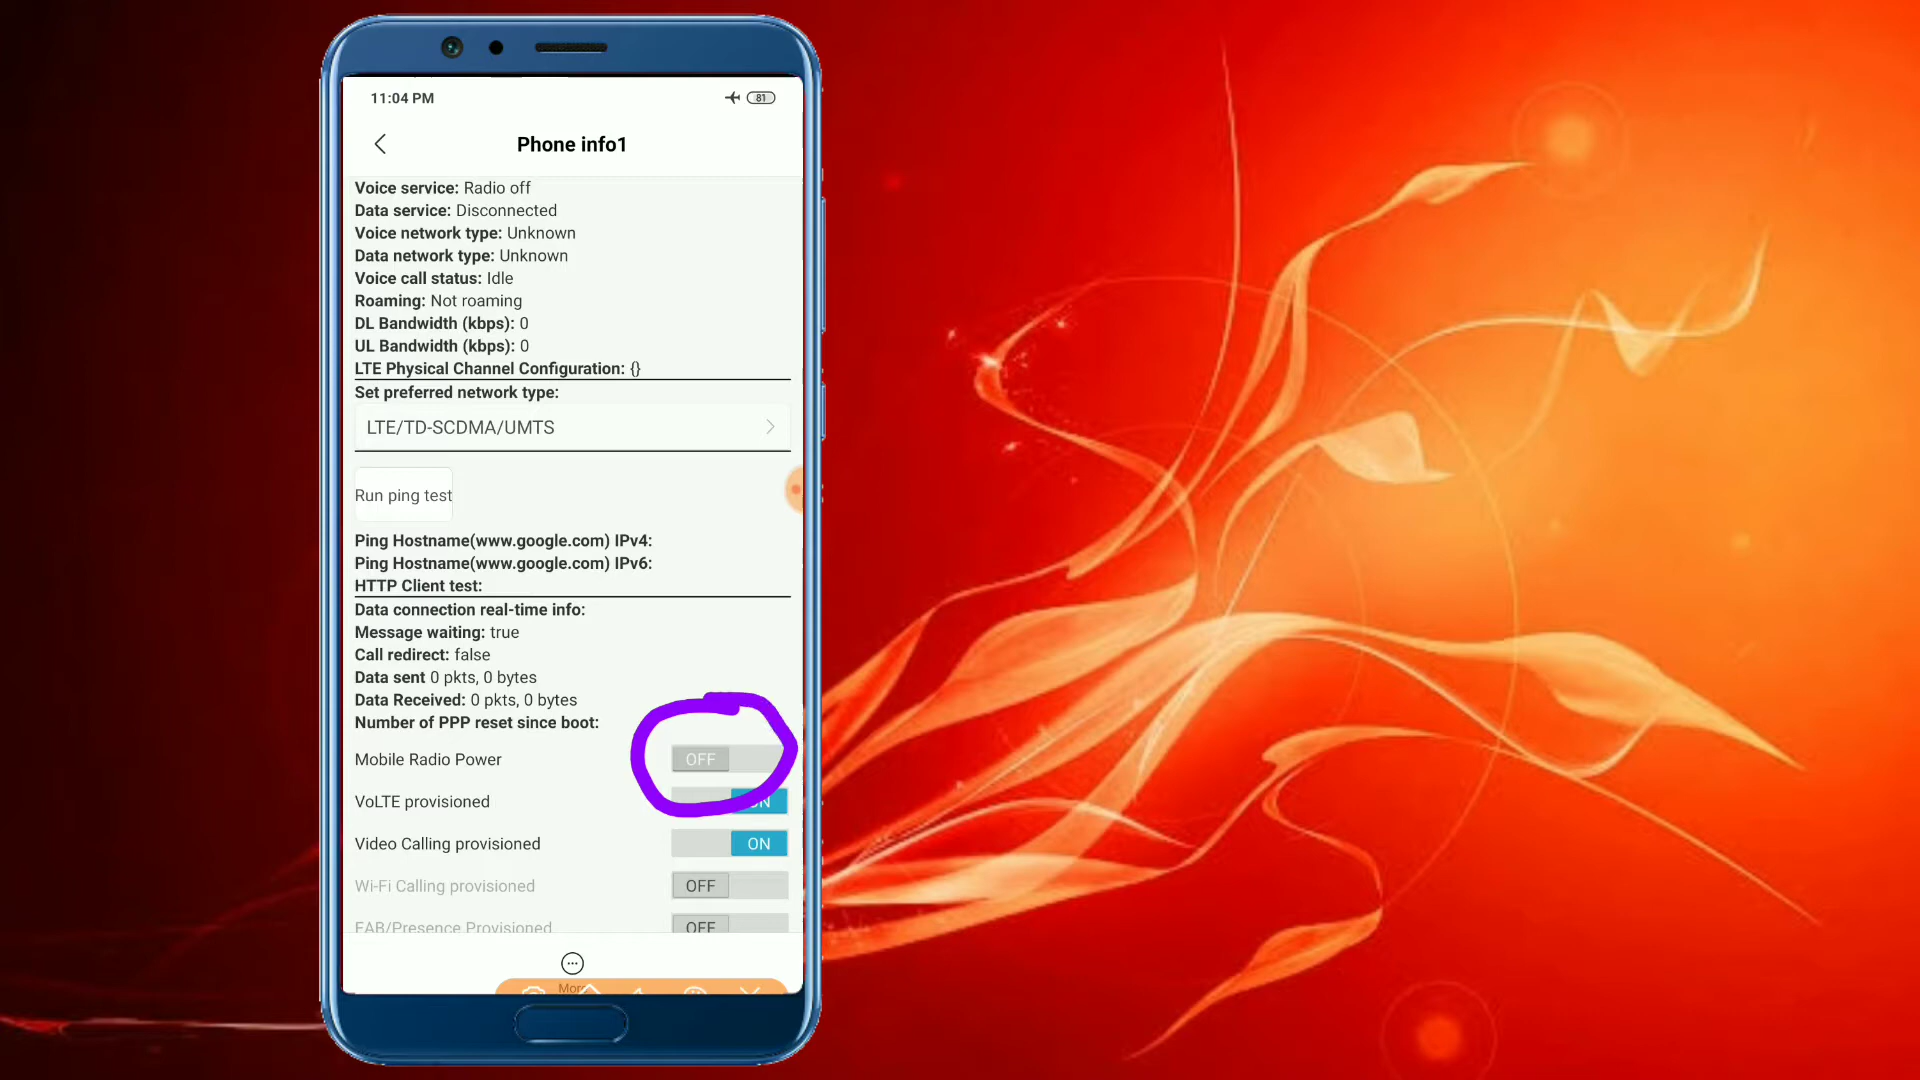 11:04 PM
81
Phone info1
Voice service: Radio off
Data service: Disconnected
Voice network type: Unknown
Data network type: Unknown
Voice call status: Idle
Roaming: Not roaming
DL Bandwidth (kbps): 0
UL Bandwidth (kbps): 0
LTE Physical Channel Configuration: {}
Set preferred network type:
LTE/TD-SCDMA/UMTS
Run ping test
Ping Hostname(www.google.com) IPv4:
Ping Hostname(www.google.com) IPv6:
HTTP Client test:
Data connection real-time info:
Message waiting: true
Call redirect: false
Data sent 0 pkts, 0 bytes
Data Received: 0 pkts, 0 bytes
Number of PPP reset since boot:
Mobile Radio Power OFF
VoLTE provisioned ON
Video Calling provisioned ON
Wi-Fi Calling provisioned OFF
EAB/Presence Provisioned OFF
More